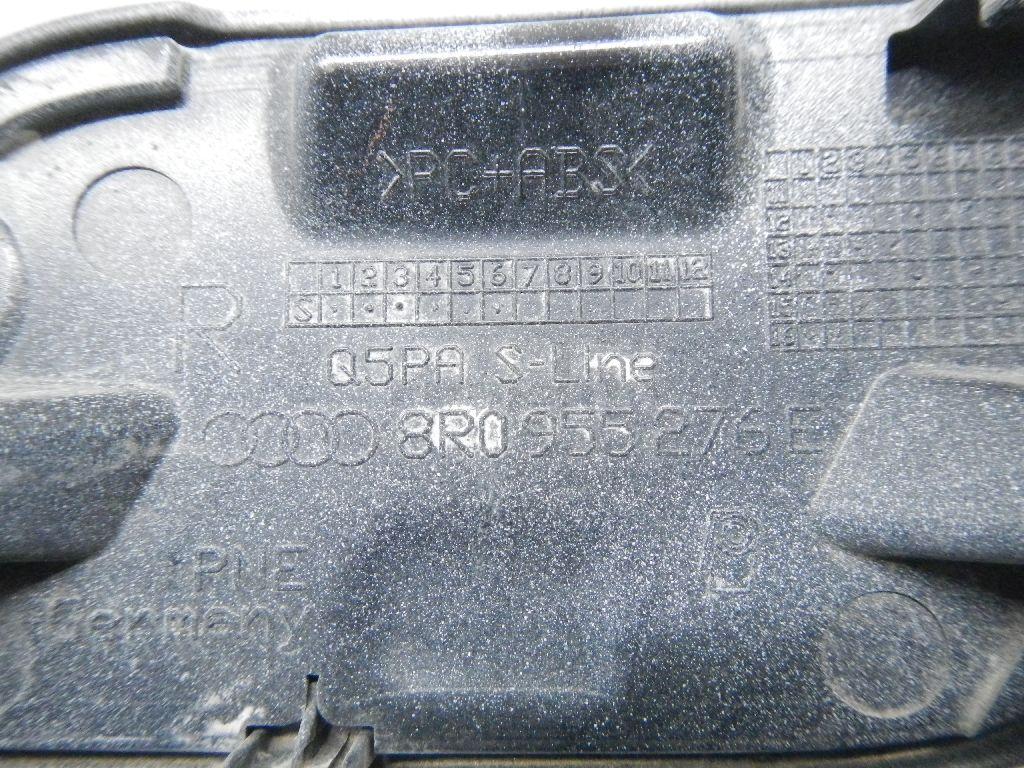 >PC+ABS<
1 2 3 4 5 6 7 8 9 10 11 12
S
R
Q5PA S-Line
8R0 955 276 E
PUE
Germany